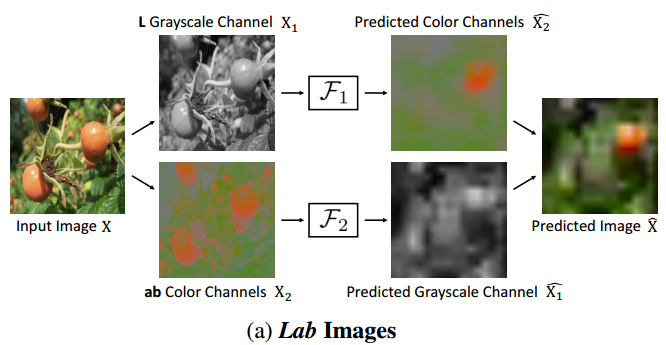 L Grayscale Channel X₁
Predicted Color Channels X̂₂
ℱ₁
Input Image X
ℱ₂
Predicted Image X̂
ab Color Channels X₂
Predicted Grayscale Channel X̂₁
(a) Lab Images